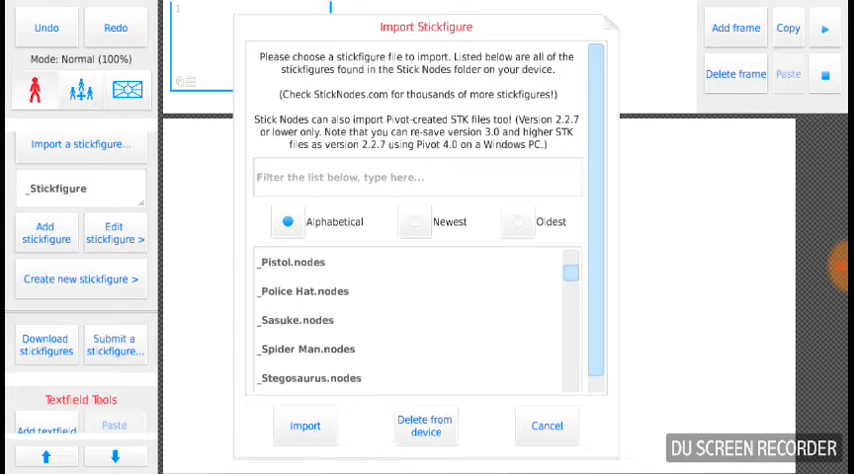 Undo
Redo
Mode: Normal (100%)
Import a stickfigure...
_Stickfigure
Add
stickfigure
Edit
stickfigure >
Create new stickfigure >
Download
stickfigures
Submit a
stickfigure...
Textfield Tools
Add textfield
Paste
1
Import Stickfigure
Please choose a stickfigure file to import. Listed below are all of the
stickfigures found in the Stick Nodes folder on your device.
(Check StickNodes.com for thousands of more stickfigures!)
Stick Nodes can also import Pivot-created STK files too! (Version 2.2.7
or lower only. Note that you can re-save version 3.0 and higher STK
files as version 2.2.7 using Pivot 4.0 on a Windows PC.)
Filter the list below, type here...
Alphabetical
Newest
Oldest
_Pistol.nodes
_Police Hat.nodes
_Sasuke.nodes
_Spider Man.nodes
_Stegosaurus.nodes
Import
Delete from
device
Cancel
Add frame
Copy
Delete frame
Paste
DU SCREEN RECORDER